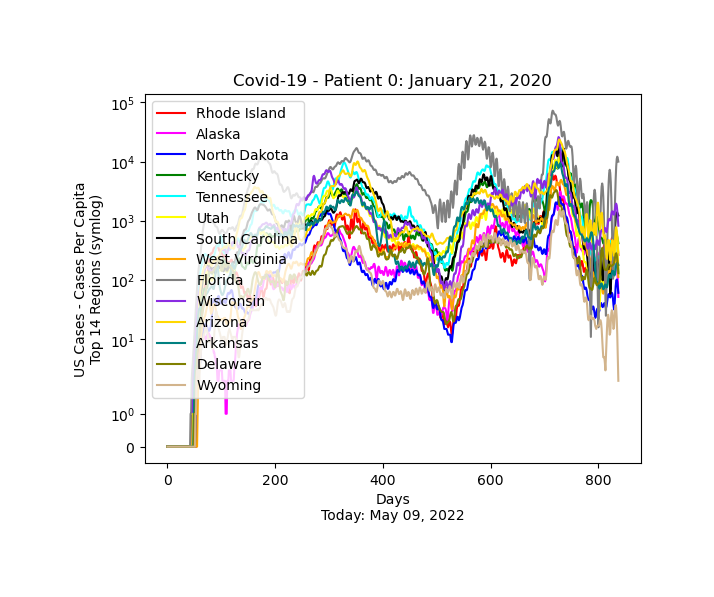 Covid-19 - Patient 0: January 21, 2020
US Cases - Cases Per Capita
Top 14 Regions (symlog)
10^5
10^4
10^3
10^2
10^1
10^0
0
Rhode Island
Alaska
North Dakota
Kentucky
Tennessee
Utah
South Carolina
West Virginia
Florida
Wisconsin
Arizona
Arkansas
Delaware
Wyoming
0 200 400 600 800
Days
Today: May 09, 2022